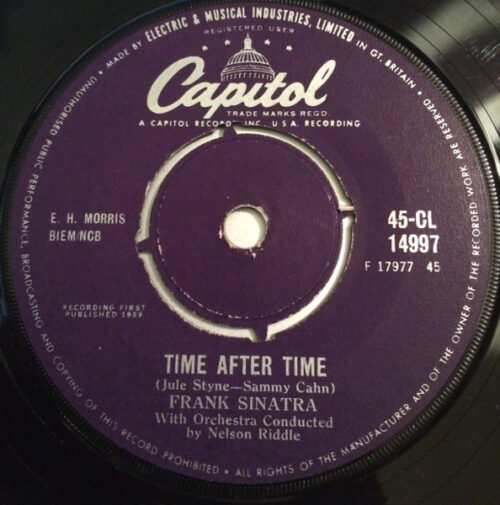 MADE BY ELECTRIC & MUSICAL INDUSTRIES, LIMITED IN GT. BRITAIN •
REGISTERED USER
Capitol
TRADE MARKS REGD.
A CAPITOL RECORDS, INC., U.S.A. RECORDING
E. H. MORRIS
BIEM/NCB
45-CL
14997
F 17977 45
RECORDING FIRST
PUBLISHED 1959
TIME AFTER TIME
(Jule Styne—Sammy Cahn)
FRANK SINATRA
With Orchestra Conducted
by Nelson Riddle
UNAUTHORISED PUBLIC PERFORMANCE, BROADCASTING AND COPYING OF THIS RECORD PROHIBITED • ALL RIGHTS OF THE MANUFACTURER AND OF THE OWNER OF THE RECORDED WORK ARE RESERVED